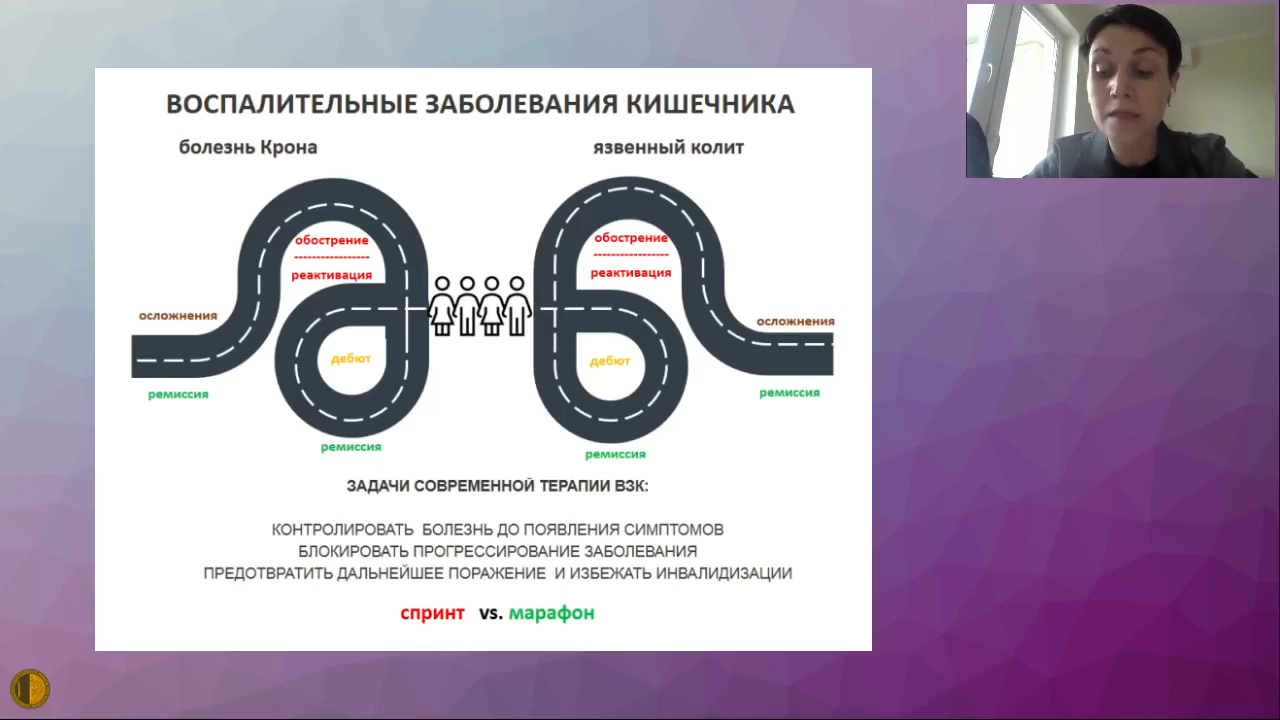 ВОСПАЛИТЕЛЬНЫЕ ЗАБОЛЕВАНИЯ КИШЕЧНИКА
болезнь Крона
язвенный колит
обострение
-----------------
реактивация
обострение
-----------------
реактивация
осложнения
осложнения
дебют
дебют
ремиссия
ремиссия
ремиссия
ремиссия
ЗАДАЧИ СОВРЕМЕННОЙ ТЕРАПИИ ВЗК:
КОНТРОЛИРОВАТЬ БОЛЕЗНЬ ДО ПОЯВЛЕНИЯ СИМПТОМОВ
БЛОКИРОВАТЬ ПРОГРЕССИРОВАНИЕ ЗАБОЛЕВАНИЯ
ПРЕДОТВРАТИТЬ ДАЛЬНЕЙШЕЕ ПОРАЖЕНИЕ И ИЗБЕЖАТЬ ИНВАЛИДИЗАЦИИ
спринт vs. марафон